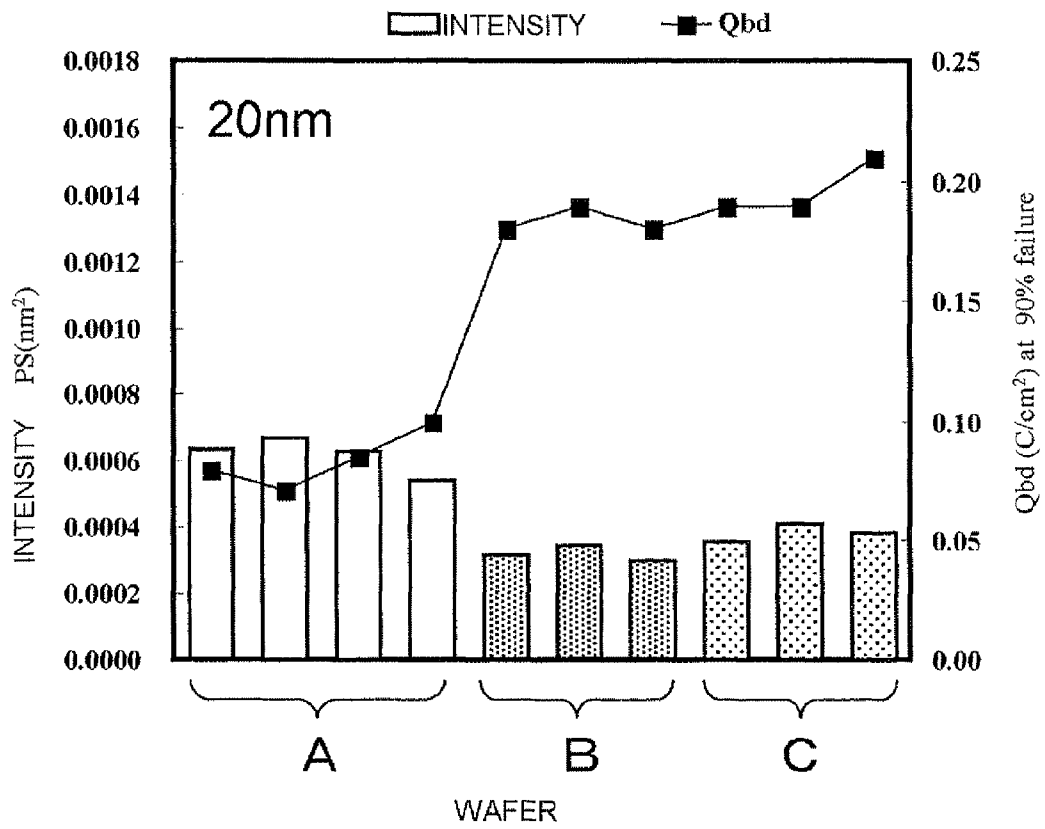 INTENSITY Qbd
20nm
0.0018
0.0016
0.0014
0.0012
0.0010
0.0008
0.0006
0.0004
0.0002
0.0000
INTENSITY PS(nm²)
0.25
0.20
0.15
0.10
0.05
0.00
Qbd (C/cm²) at 90% failure
A B C
WAFER